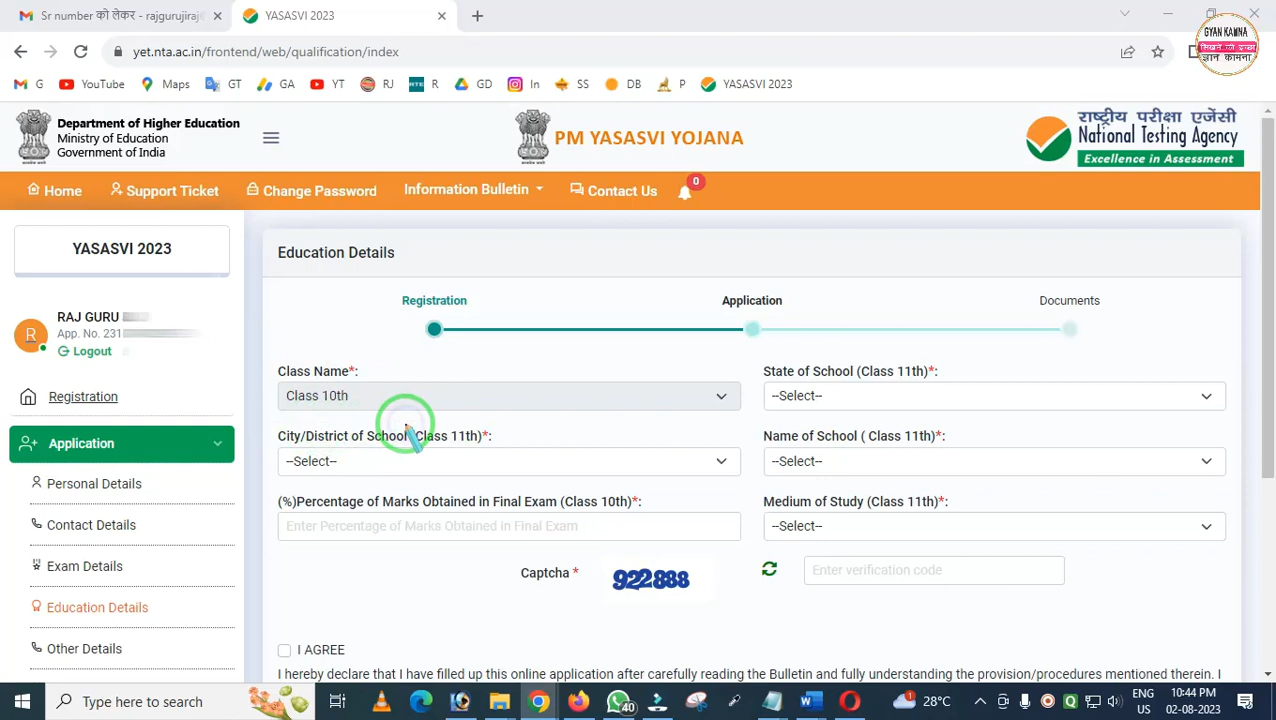 Sr number को लेकर - rajgurujiraj
YASASVI 2023
GYAN KAMNA
ज्ञान कामना
yet.nta.ac.in/frontend/web/qualification/index
G YouTube Maps GT GA YT RJ R GD In SS DB P YASASVI 2023
Department of Higher Education
Ministry of Education
Government of India
PM YASASVI YOJANA
राष्ट्रीय परीक्षा एजेंसी
National Testing Agency
Excellence in Assessment
Home Support Ticket Change Password Information Bulletin Contact Us 0
YASASVI 2023
R
RAJ GURU
App. No. 231
Logout
Registration
Application
Personal Details
Contact Details
Exam Details
Education Details
Other Details
Education Details
Registration Application Documents
Class Name*: State of School (Class 11th)*:
Class 10th --Select--
City/District of School (Class 11th)*: Name of School ( Class 11th)*:
--Select-- --Select--
(%)Percentage of Marks Obtained in Final Exam (Class 10th)*: Medium of Study (Class 11th)*:
Enter Percentage of Marks Obtained in Final Exam --Select--
Captcha * 922888 Enter verification code
I AGREE
I hereby declare that I have filled up this online application after carefully reading the Bulletin and fully understanding the provision/procedures mentioned therein. I
Type here to search
40
28°C
ENG
US
10:44 PM
02-08-2023